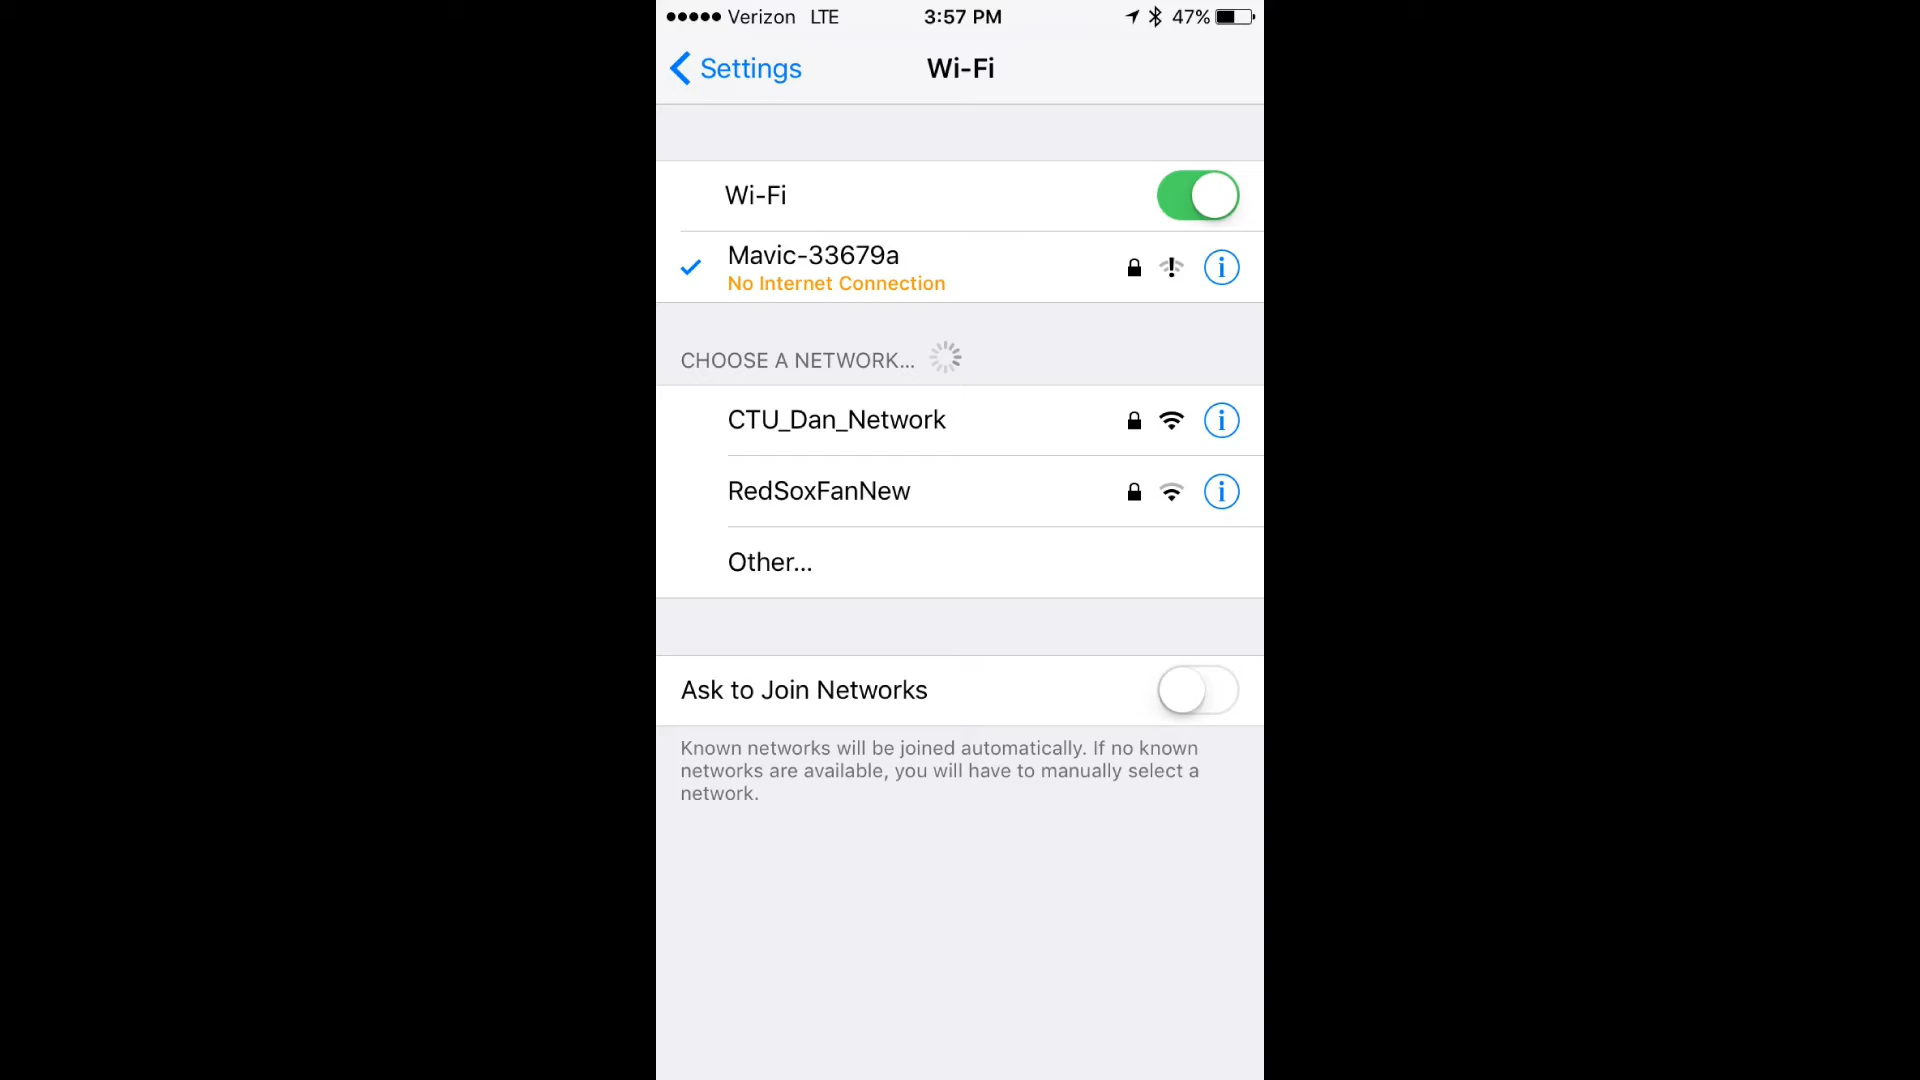 Verizon LTE 3:57 PM 47%
Settings Wi-Fi
Wi-Fi
Mavic-33679a
No Internet Connection
CHOOSE A NETWORK...
CTU_Dan_Network
RedSoxFanNew
Other...
Ask to Join Networks
Known networks will be joined automatically. If no known
networks are available, you will have to manually select a
network.